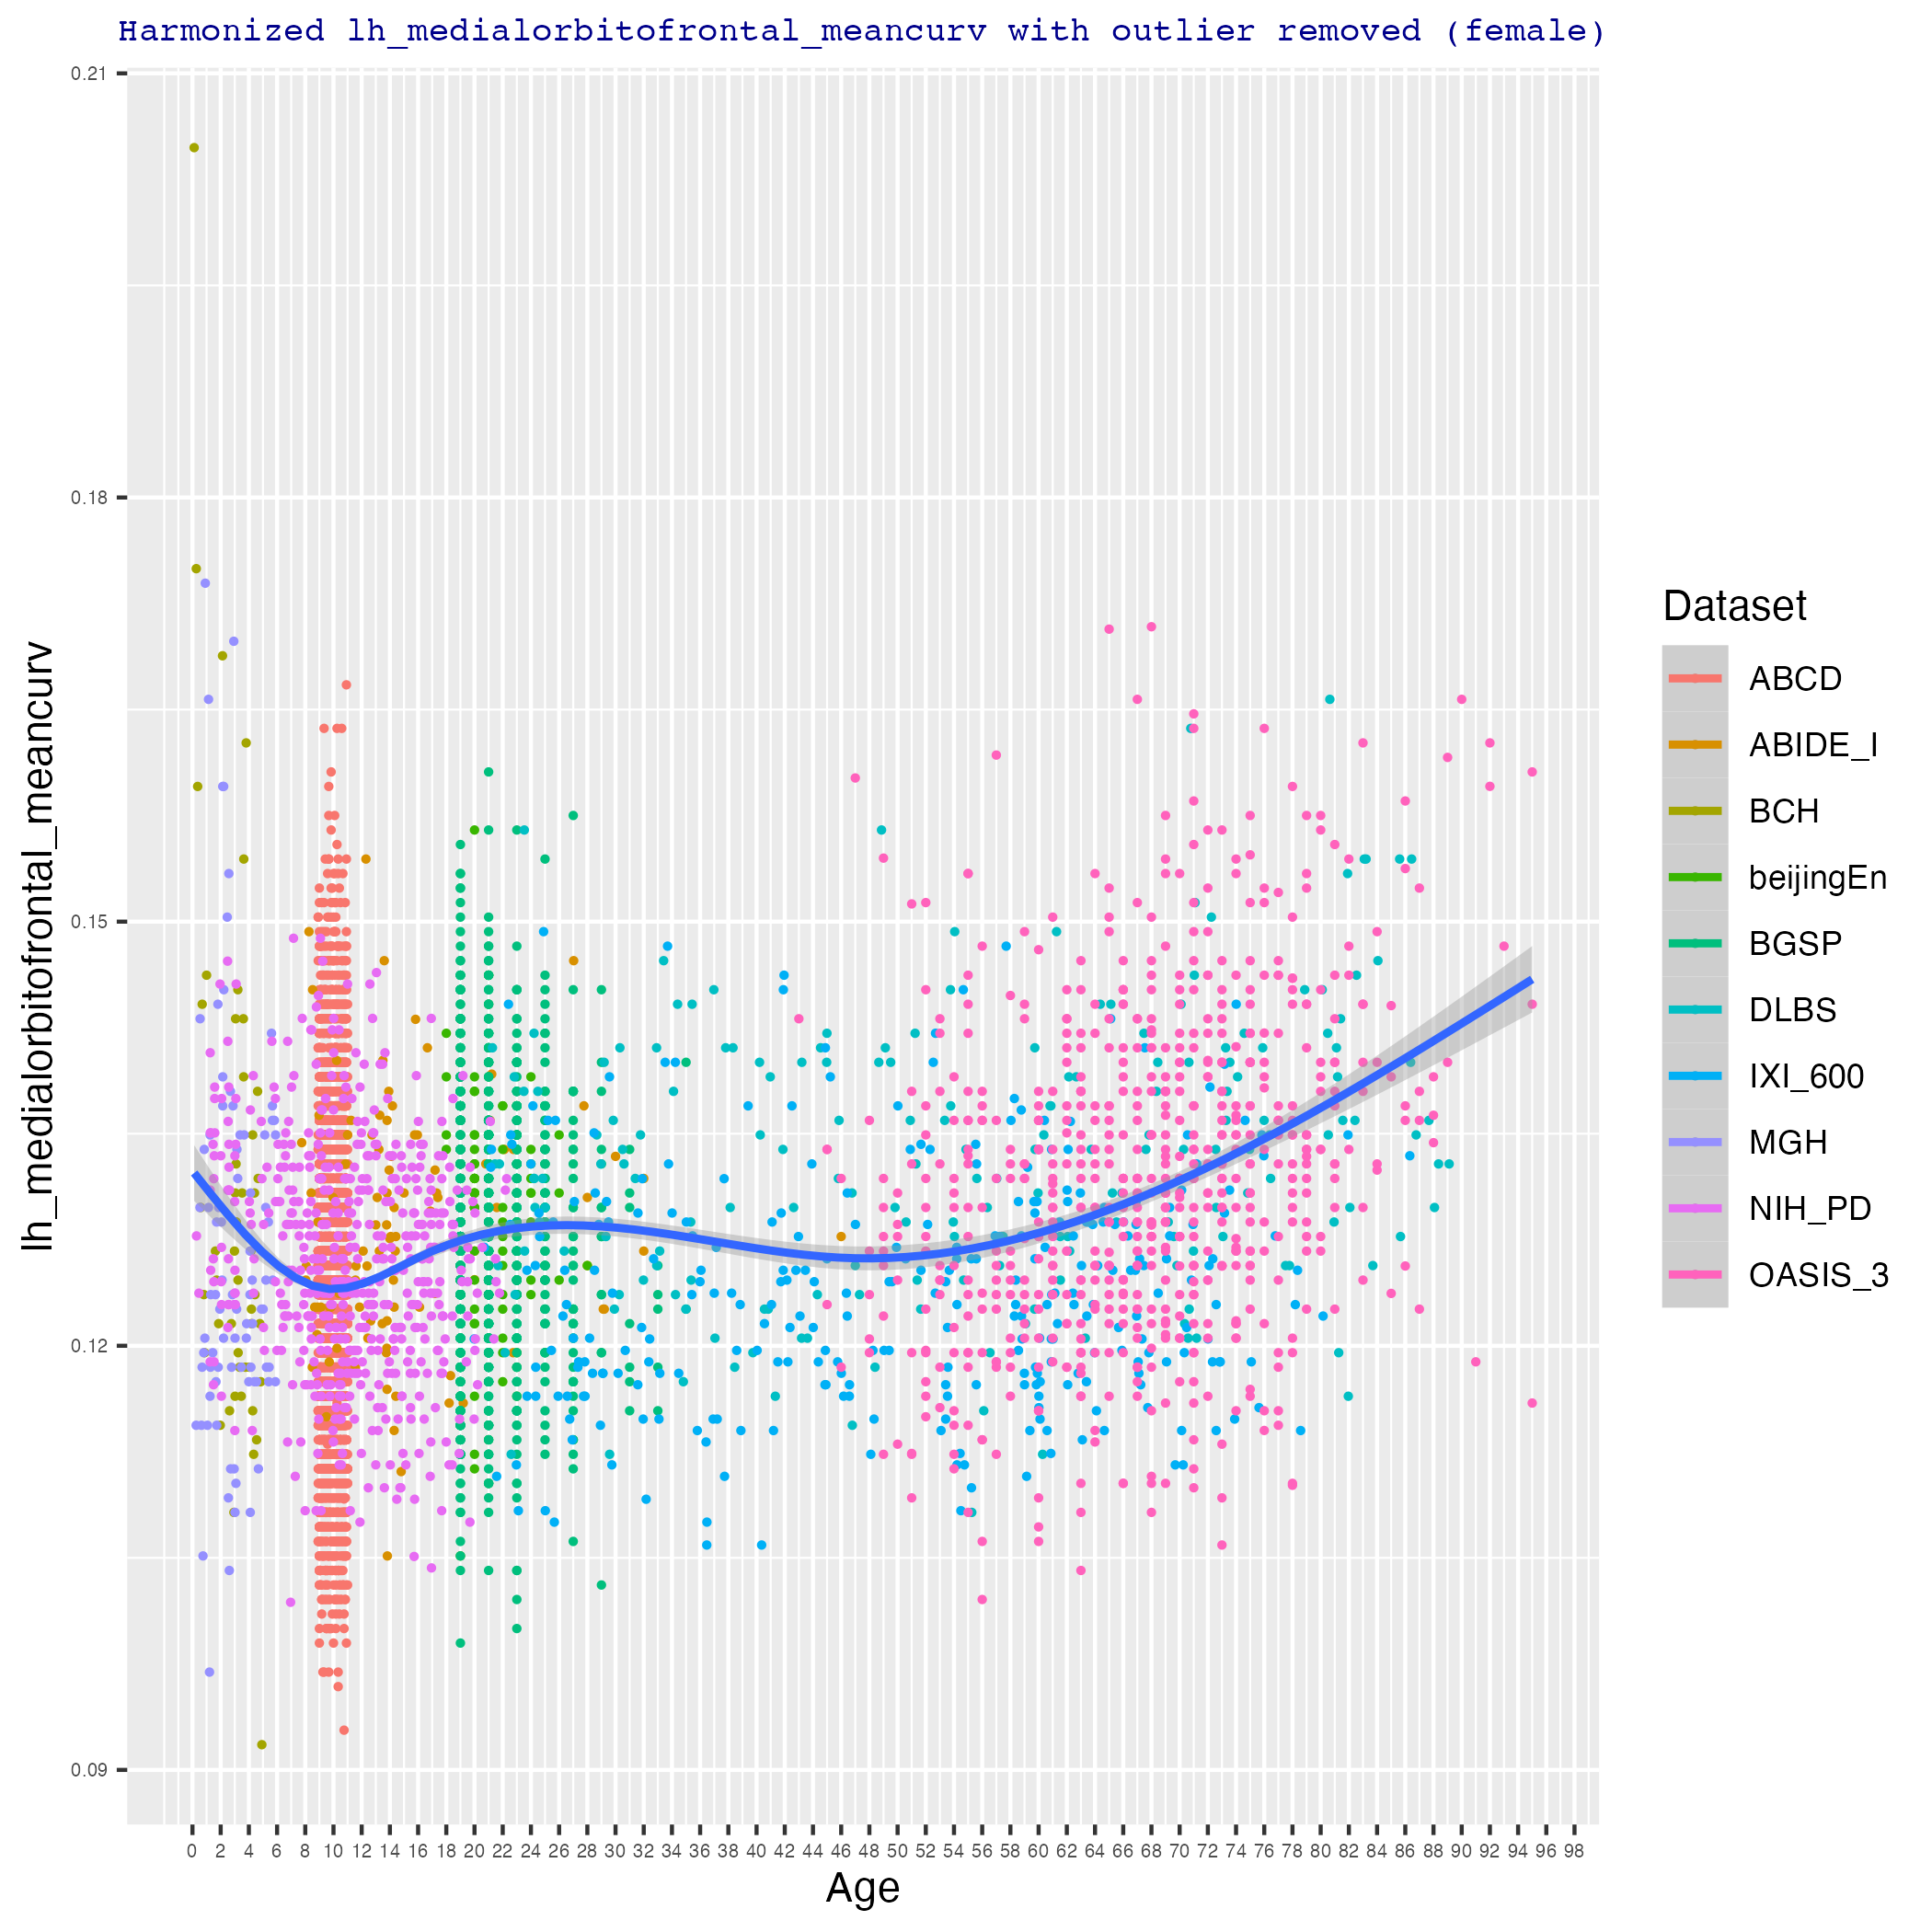 Harmonized lh_medialorbitofrontal_meancurv with outlier removed (female)
lh_medialorbitofrontal_meancurv
0.21
0.18
0.15
0.12
0.09
0 2 4 6 8 10 12 14 16 18 20 22 24 26 28 30 32 34 36 38 40 42 44 46 48 50 52 54 56 58 60 62 64 66 68 70 72 74 76 78 80 82 84 86 88 90 92 94 96 98
Age
Dataset
ABCD
ABIDE_I
BCH
beijingEn
BGSP
DLBS
IXI_600
MGH
NIH_PD
OASIS_3